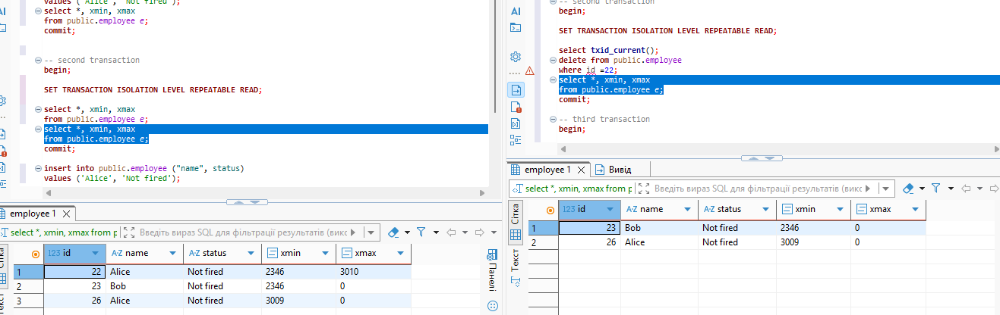 values ('Alice', 'Not fired');
select *, xmin, xmax
from public.employee e;
commit;
-- second transaction
begin;
SET TRANSACTION ISOLATION LEVEL REPEATABLE READ;
select *, xmin, xmax
from public.employee e;
select *, xmin, xmax
from public.employee e;
commit;
insert into public.employee ("name", status)
values ('Alice', 'Not fired');
employee 1
select *, xmin, xmax from p
Введіть вираз SQL для фільтрації результатів (викс
Сітка
Текст
123 id A-Z name A-Z status xmin xmax
1 22 Alice Not fired 2346 3010
2 23 Bob Not fired 2346 0
3 26 Alice Not fired 3009 0
Панелі
AI
-- second transaction
begin;
SET TRANSACTION ISOLATION LEVEL REPEATABLE READ;
select txid_current();
delete from public.employee
where id =22;
select *, xmin, xmax
from public.employee e;
commit;
-- third transaction
begin;
employee 1 Вивід
select *, xmin, xmax from p
Введіть вираз SQL для фільтрації результатів (викс
Сітка
Текст
123 id A-Z name A-Z status xmin xmax
1 23 Bob Not fired 2346 0
2 26 Alice Not fired 3009 0